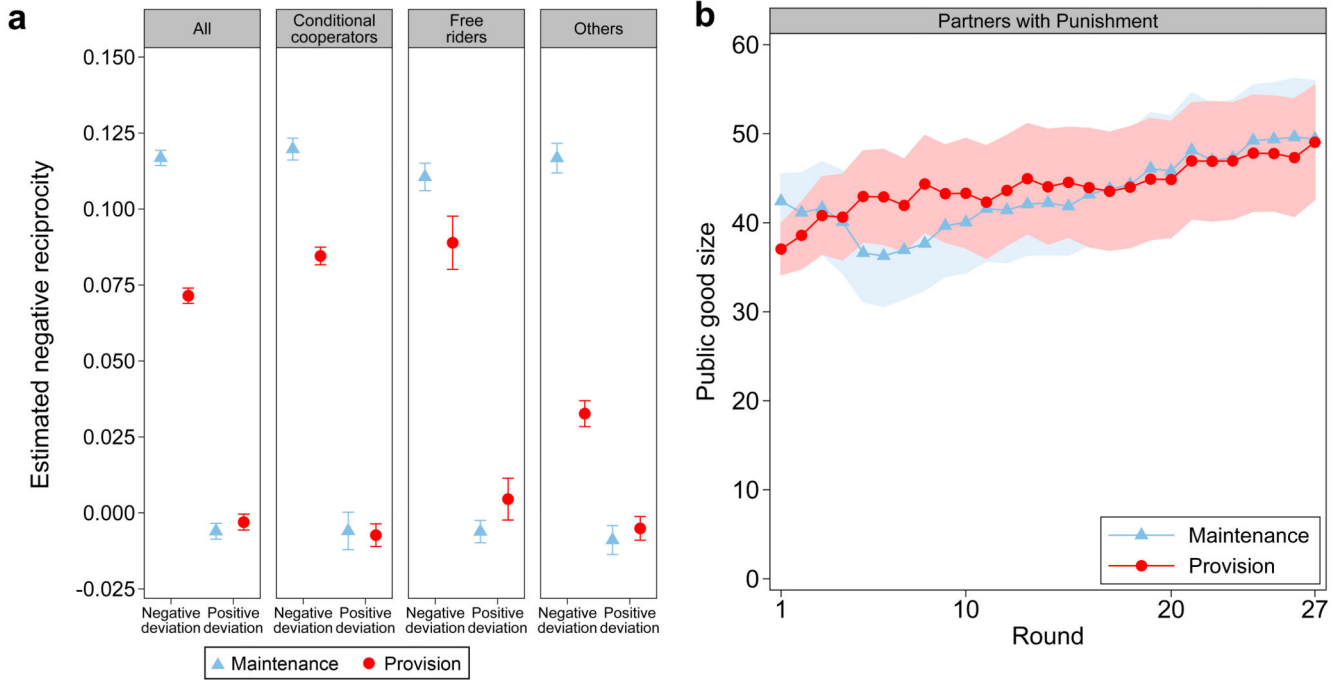 a
All
Conditional
cooperators
Free
riders
Others
Estimated negative reciprocity
0.150
0.125
0.100
0.075
0.050
0.025
0.000
-0.025
Negative
deviation
Positive
deviation
Negative
deviation
Positive
deviation
Negative
deviation
Positive
deviation
Negative
deviation
Positive
deviation
Maintenance
Provision
b
Partners with Punishment
Public good size
60
50
40
30
20
10
0
1
10
20
27
Round
Maintenance
Provision